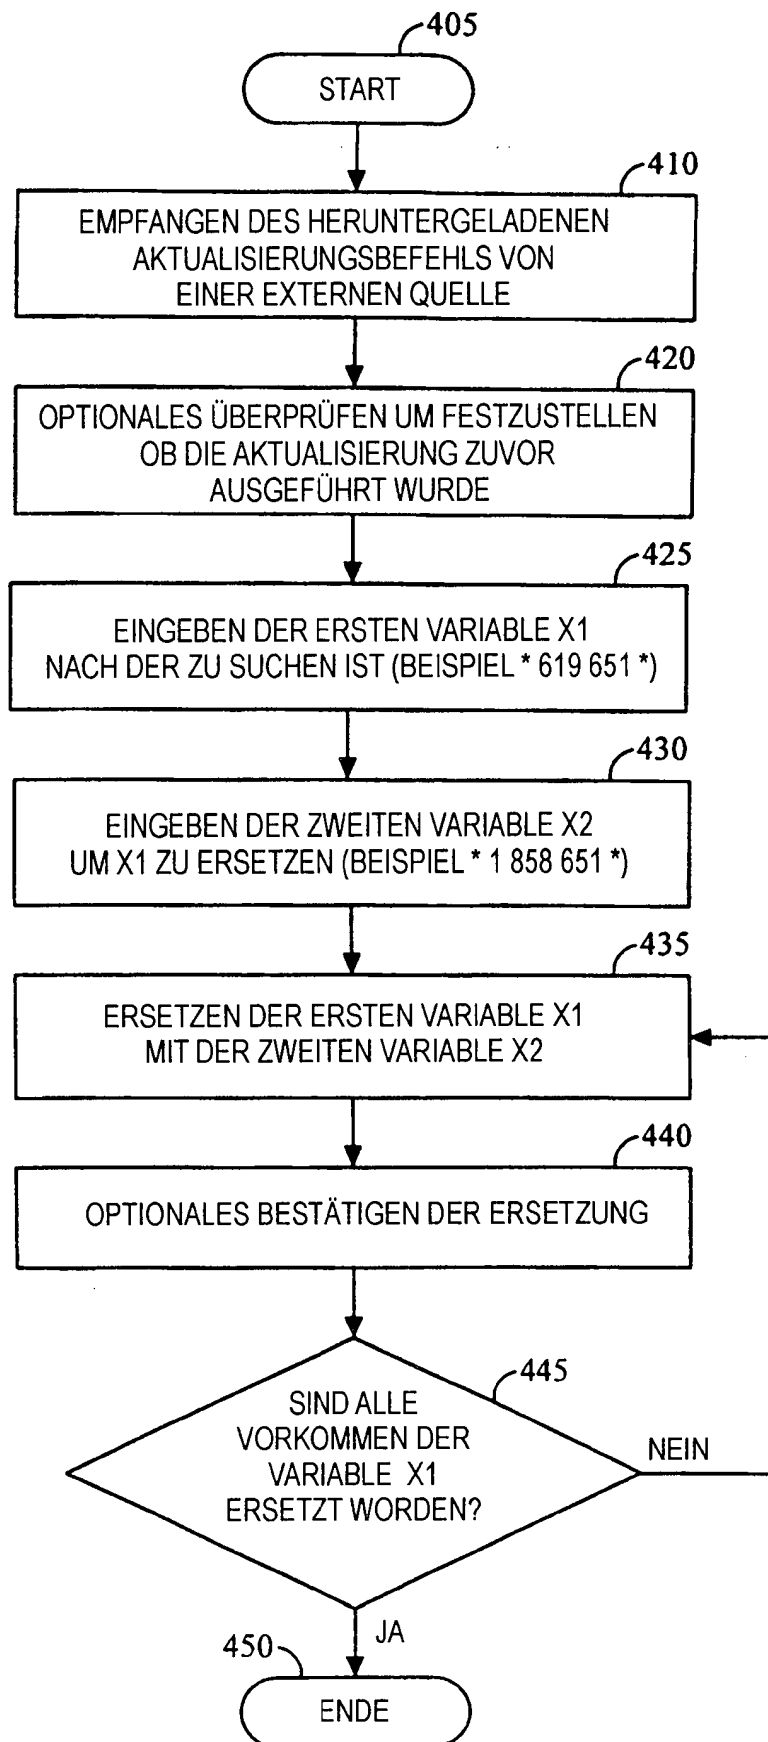 405
START
410
EMPFANGEN DES HERUNTERGELADENEN
AKTUALISIERUNGSBEFEHLS VON
EINER EXTERNEN QUELLE
420
OPTIONALES ÜBERPRÜFEN UM FESTZUSTELLEN
OB DIE AKTUALISIERUNG ZUVOR
AUSGEFÜHRT WURDE
425
EINGEBEN DER ERSTEN VARIABLE X1
NACH DER ZU SUCHEN IST (BEISPIEL * 619 651 *)
430
EINGEBEN DER ZWEITEN VARIABLE X2
UM X1 ZU ERSETZEN (BEISPIEL * 1 858 651 *)
435
ERSETZEN DER ERSTEN VARIABLE X1
MIT DER ZWEITEN VARIABLE X2
440
OPTIONALES BESTÄTIGEN DER ERSETZUNG
445
SIND ALLE
VORKOMMEN DER
VARIABLE X1
ERSETZT WORDEN?
NEIN
JA
450
ENDE